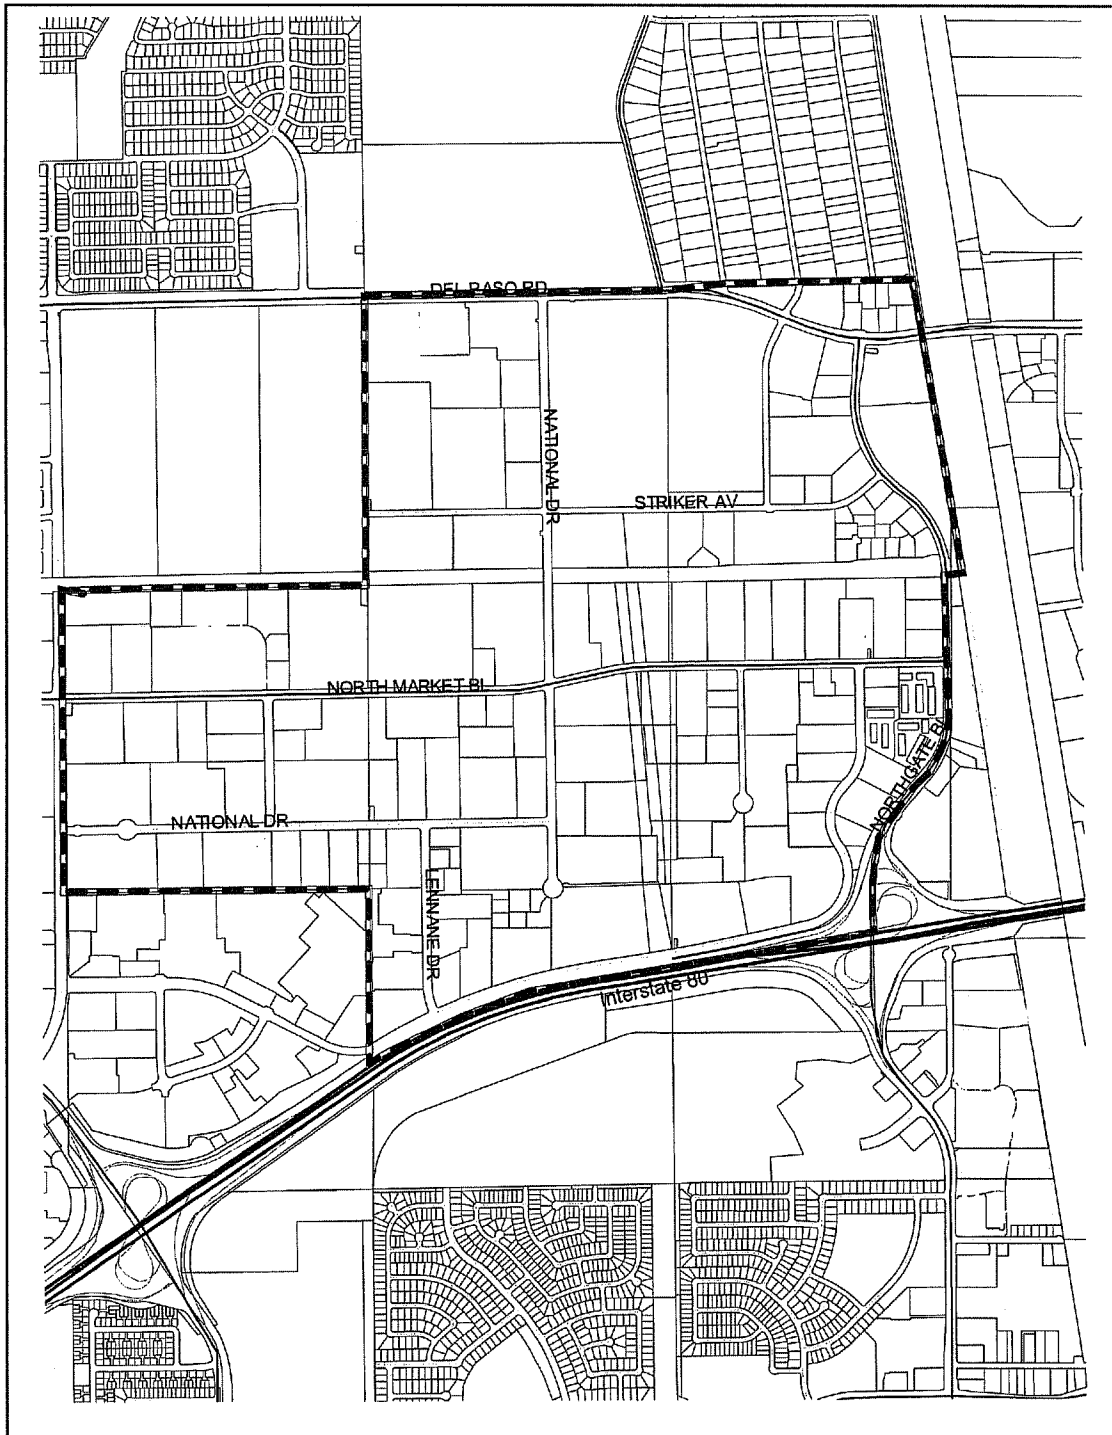 DEL PASO RD
NATIONAL DR
STRIKER AV
NORTH MARKET BL
NORTHGATE BL
NATIONAL DR
LENNANE DR
Interstate 80